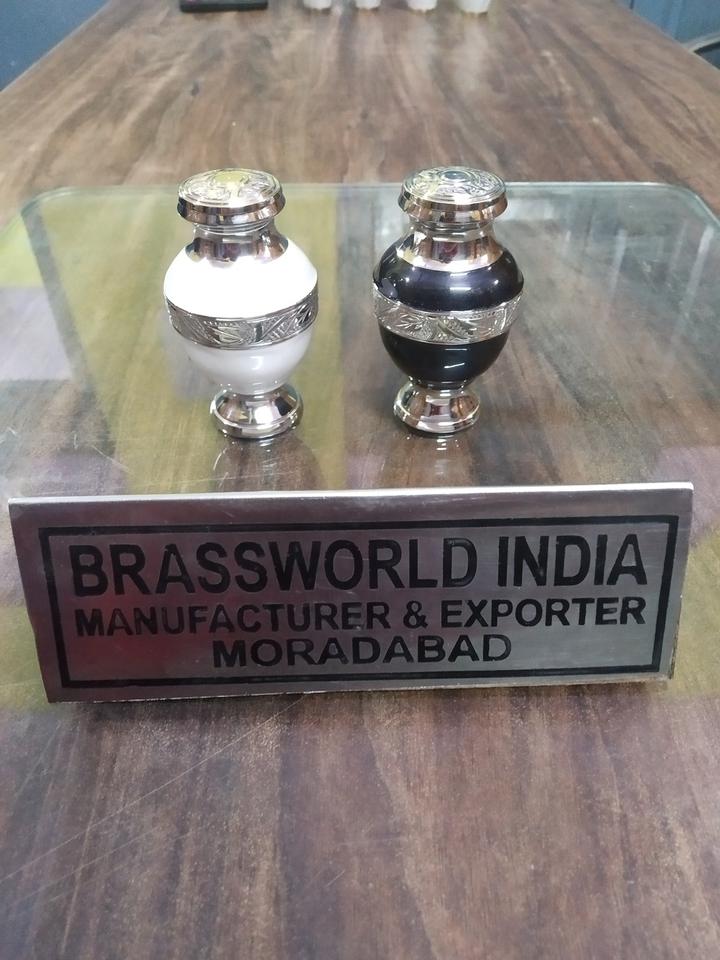 BRASSWORLD INDIA
MANUFACTURER & EXPORTER
MORADABAD